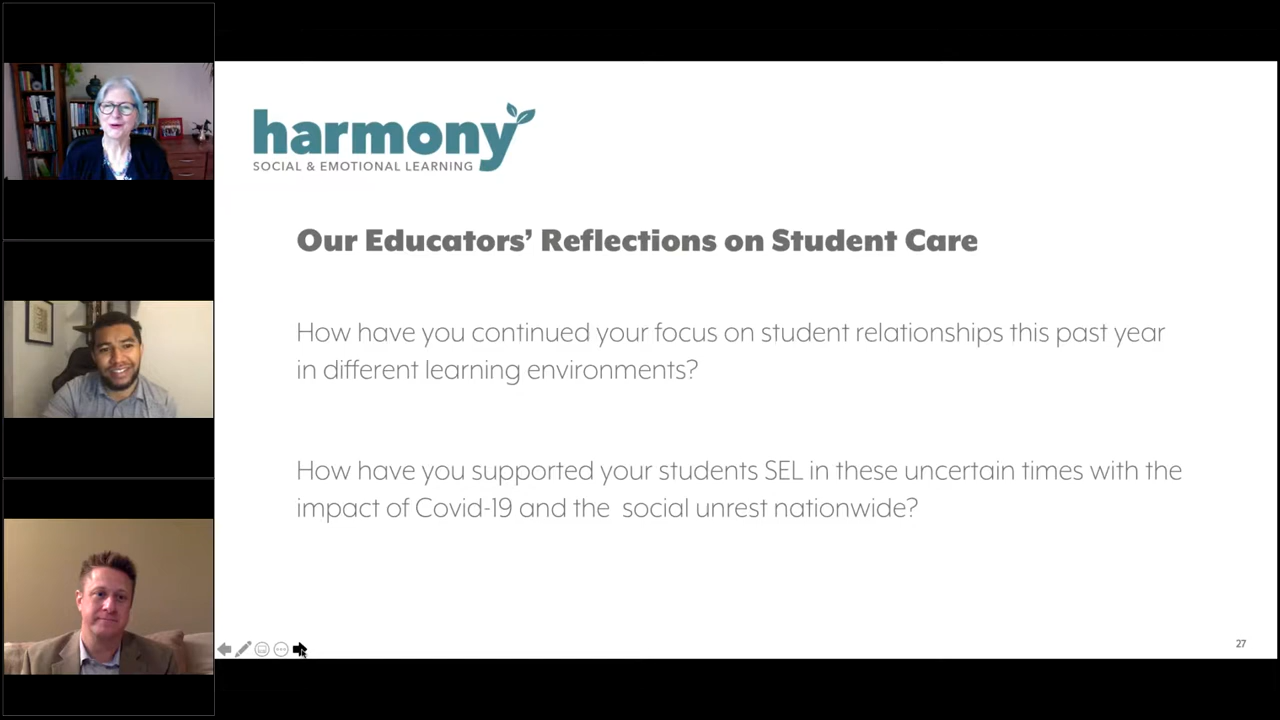 harmony
SOCIAL & EMOTIONAL LEARNING
Our Educators’ Reflections on Student Care
How have you continued your focus on student relationships this past year
in different learning environments?
How have you supported your students SEL in these uncertain times with the
impact of Covid-19 and the  social unrest nationwide?
27